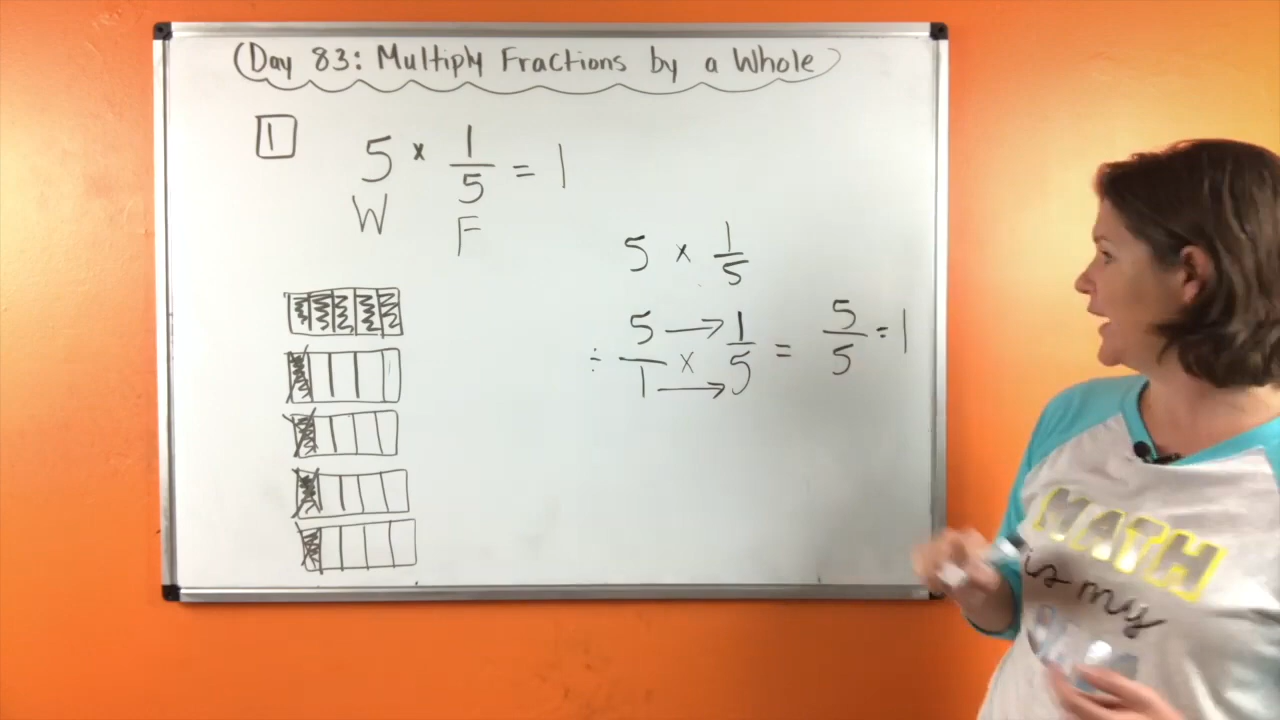 Day 83: Multiply Fractions by a Whole
1
5 × 1/5 = 1
W F
5 × 1/5
÷ 5/1 × 1/5 = 5/5 = 1
MATH
is my